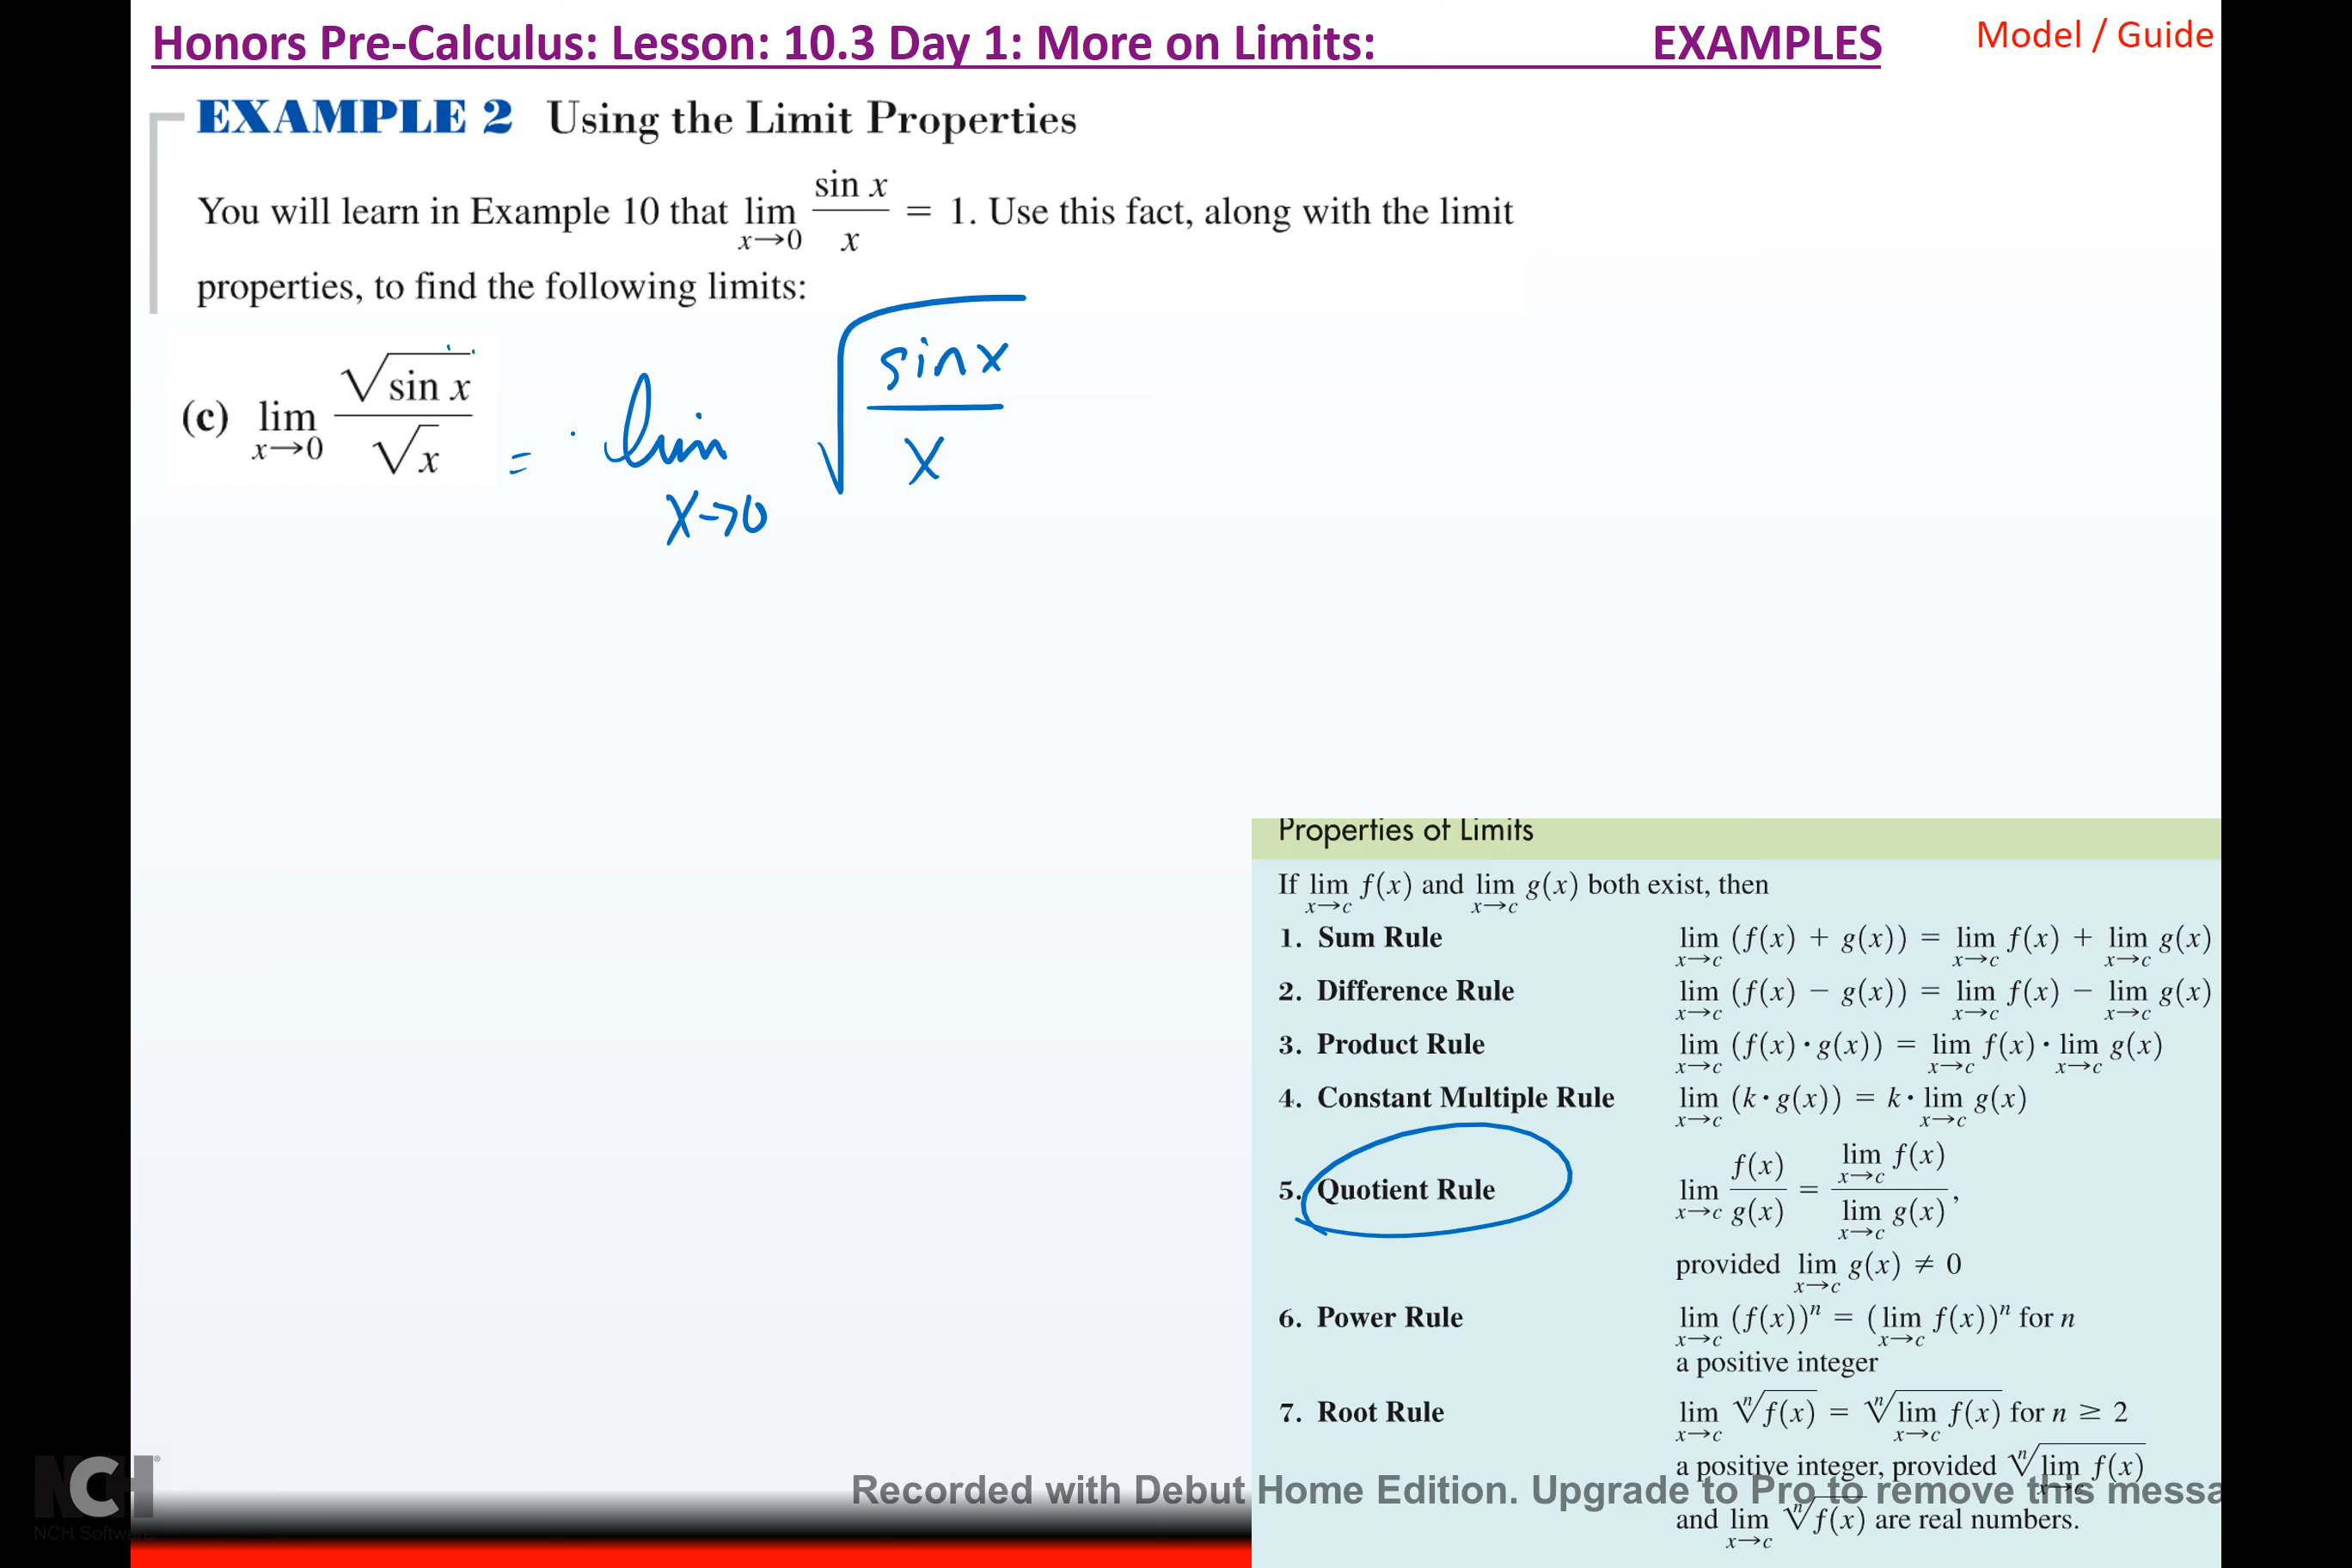 Honors Pre-Calculus: Lesson: 10.3 Day 1: More on Limits: EXAMPLES Model / Guide
EXAMPLE 2 Using the Limit Properties
You will learn in Example 10 that lim x→0 sin x / x = 1. Use this fact, along with the limit
properties, to find the following limits:
(c) lim x→0 √sin x / √x = lim x→0 √(sin x / x)
Properties of Limits
If lim x→c f(x) and lim x→c g(x) both exist, then
1. Sum Rule lim x→c (f(x) + g(x)) = lim x→c f(x) + lim x→c g(x)
2. Difference Rule lim x→c (f(x) − g(x)) = lim x→c f(x) − lim x→c g(x)
3. Product Rule lim x→c (f(x) · g(x)) = lim x→c f(x) · lim x→c g(x)
4. Constant Multiple Rule lim x→c (k · g(x)) = k · lim x→c g(x)
5. Quotient Rule lim x→c f(x) / g(x) = lim x→c f(x) / lim x→c g(x),
provided lim x→c g(x) ≠ 0
6. Power Rule lim x→c (f(x))ⁿ = (lim x→c f(x))ⁿ for n
a positive integer
7. Root Rule lim x→c ⁿ√f(x) = ⁿ√lim x→c f(x) for n ≥ 2
a positive integer, provided ⁿ√lim x→c f(x)
and lim x→c ⁿ√f(x) are real numbers.
Recorded with Debut Home Edition. Upgrade to Pro to remove this messa
NCH®
NCH Software